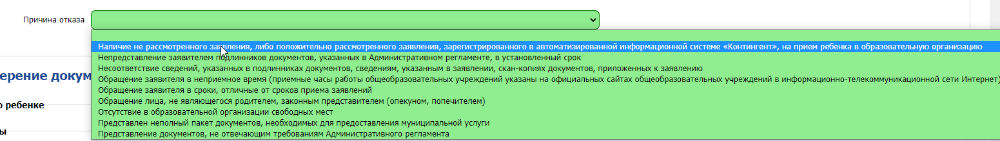 Причина отказа
Наличие не рассмотренного заявления, либо положительно рассмотренного заявления, зарегистрированного в автоматизированной информационной системе «Контингент», на прием ребенка в образовательную организацию
Непредставление заявителем подлинников документов, указанных в Административном регламенте, в установленный срок
Несоответствие сведений, указанных в подлинниках документов, сведениям, указанным в заявлении, скан-копиях документов, приложенных к заявлению
ерение докум
Обращение заявителя в неприемное время (приемные часы работы общеобразовательных учреждений указаны на официальных сайтах общеобразовательных учреждений в информационно-телекоммуникационной сети Интернет)
Обращение заявителя в сроки, отличные от сроков приема заявлений
Обращение лица, не являющегося родителем, законным представителем (опекуном, попечителем)
о ребенке
Отсутствие в образовательной организации свободных мест
Представлен неполный пакет документов, необходимых для предоставления муниципальной услуги
ы
Представление документов, не отвечающим требованиям Административного регламента